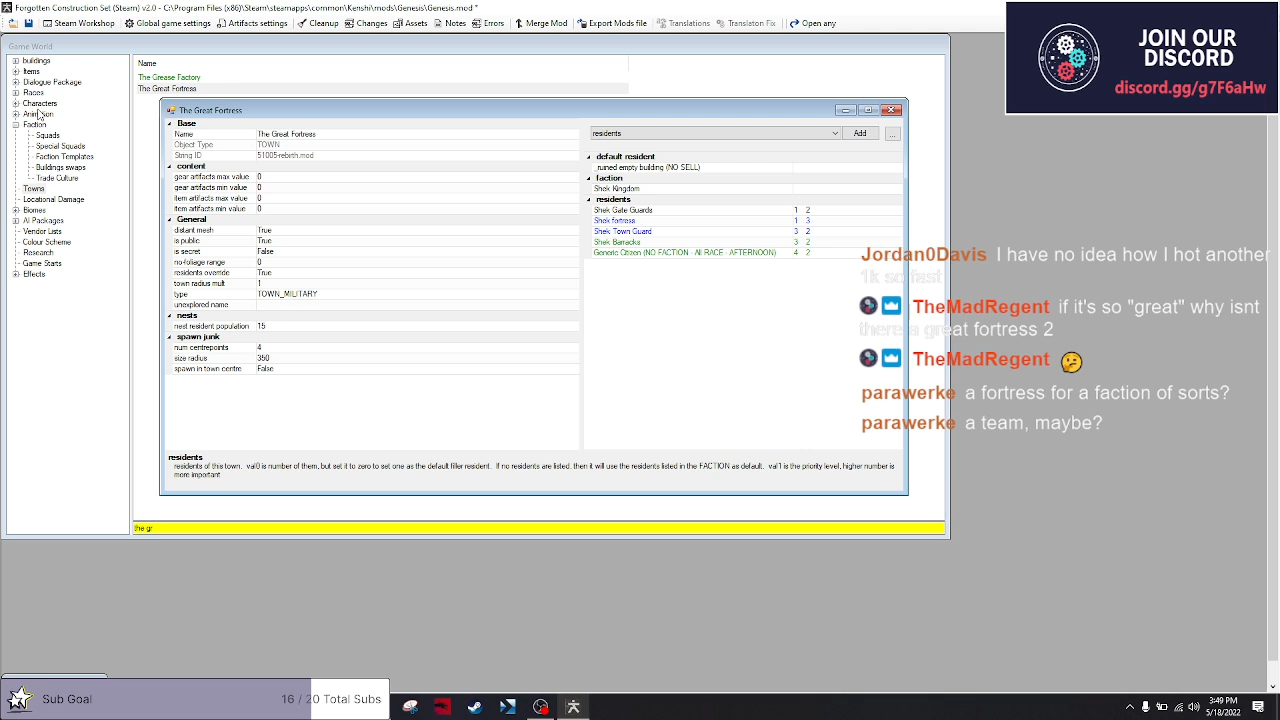 Forgotten Construction Set (Steam) v2.0 - C:\Program Files (x86)\Steam\steamapps\common\Kenshi\mods\Genesis\Genesis.mod *
Steam Workshop Global game settings Artifacts settings Cleanup Changes Assets Notes Errors Merge Mod Export Mods file Translations Translation Fix Open any
JOIN OUR
DISCORD
discord.gg/g7F6aHw
Game World
buildings
Items
Dialogue Package
Races
Characters
Animation
Faction
Squads
Special Squads
Faction Templates
Buildings swaps
Trade Culture
Towns
Locational Damage
Biomes
AI Packages
Vendor Lists
Colour Scheme
Research
Game Starts
Effects
Name
The Grease Factory
The Great Fortress
The Great Fortress
Base
Name The Great Fortress
Object Type TOWN
String ID 51005-rebirth.mod
content
gear artifacts max value 0
gear artifacts min value 0
item artifacts max value 0
item artifacts min value 0
General
distant mesh True
is public True
is secret False
no-foliage range 0
residents override True
town radius mult 1
type TOWN_MILITARY
unexplored name
nests
nest resident population 15
spawn junk
num centrepoints 4
size radius 350
spawn in town centre False
residents Add ...
default resident
_ruined empty building (NO SELL)
faction
Shek Kingdom
residents
Shek Gate Guards 1 2
Shek fortress 1 3
Shek Town Guard 3 2
Shek Barracks 3 2
Generic Citizen (NO FACTION - All RACE - AFTERNOON) 4 2
residents
residents of this town. val0 is number of them, but set it to zero to set one as the default filler resident. If no residents are listed, then it will use the residents listed in the FACTION as default. val1 is the priority level, higher number is
more important
the gr
Jordan0Davis I have no idea how I hot another
1k so fast
TheMadRegent if it's so "great" why isnt
there a great fortress 2
TheMadRegent
parawerke a fortress for a faction of sorts?
parawerke a team, maybe?
Sub Goal 16 / 20 Total Subs
3:49 PM
5/18/2022